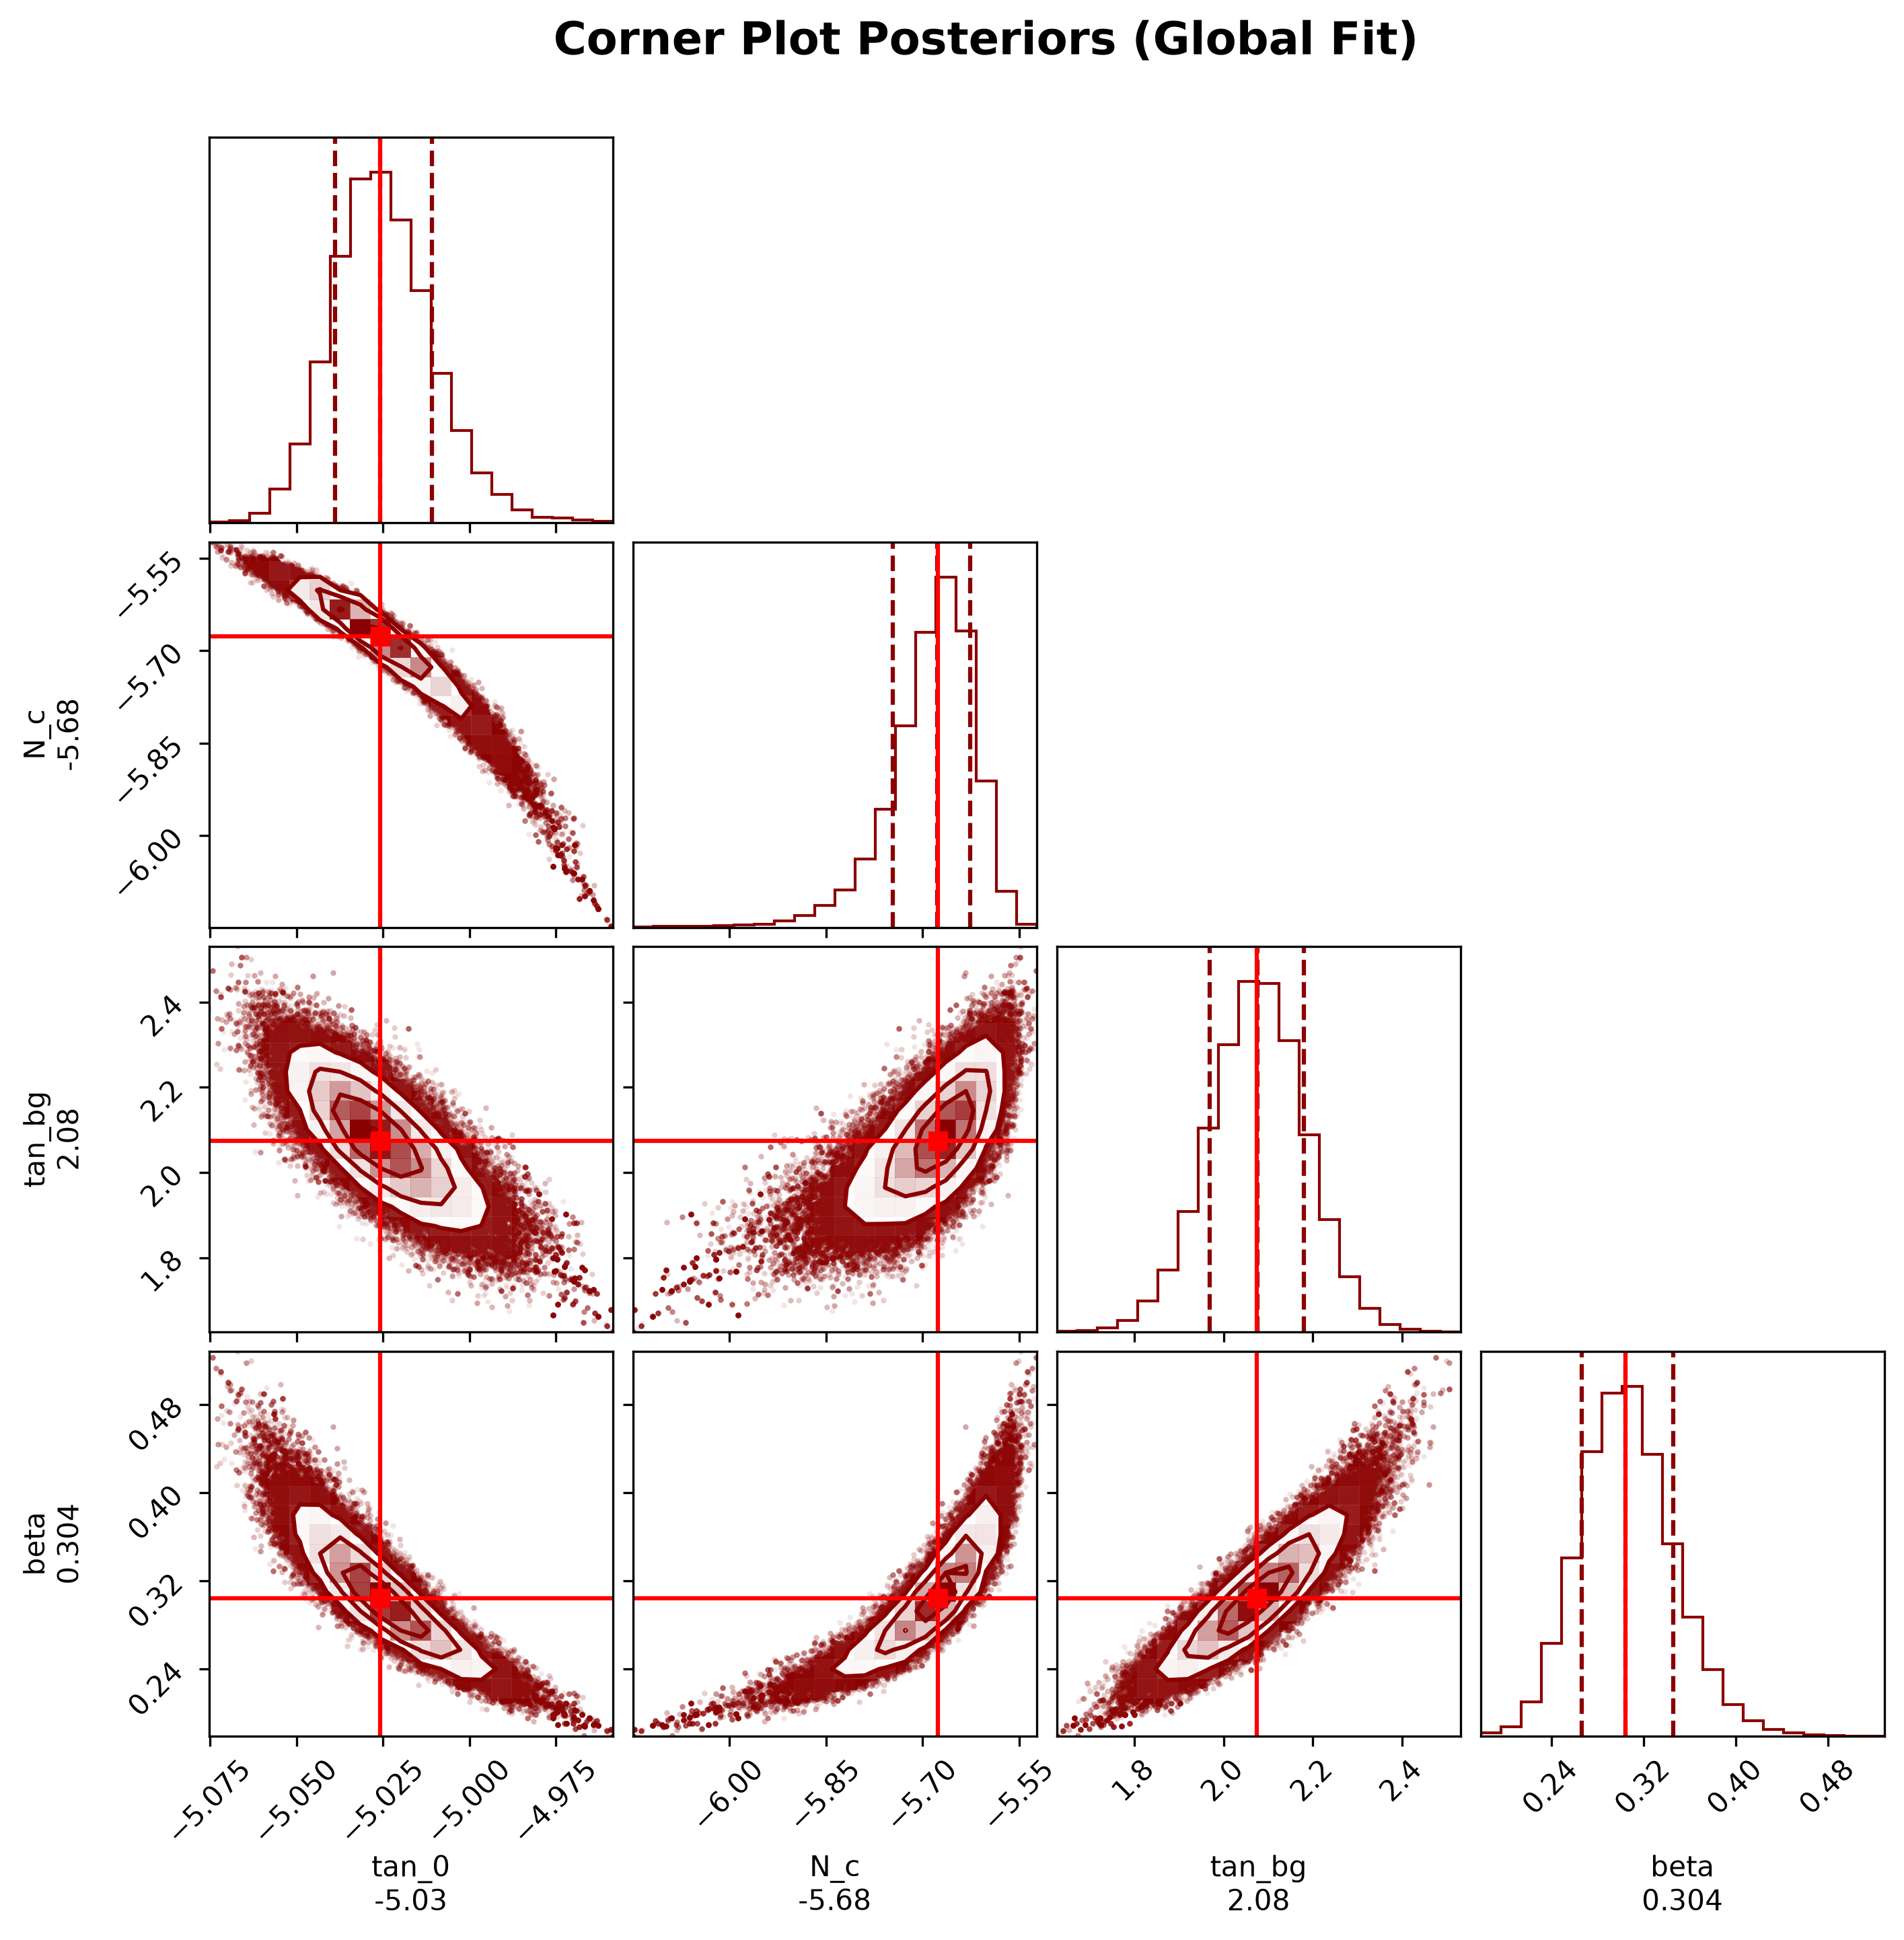 Corner Plot Posteriors (Global Fit)
−5.55
−5.70
−5.85
−6.00
N_c
-5.68
2.4
2.2
2.0
1.8
tan_bg
2.08
0.48
0.40
0.32
0.24
beta
0.304
−5.075 −5.050 −5.025 −5.000 −4.975
−6.00 −5.85 −5.70 −5.55
1.8 2.0 2.2 2.4
0.24 0.32 0.40 0.48
tan_0
-5.03
N_c
-5.68
tan_bg
2.08
beta
0.304